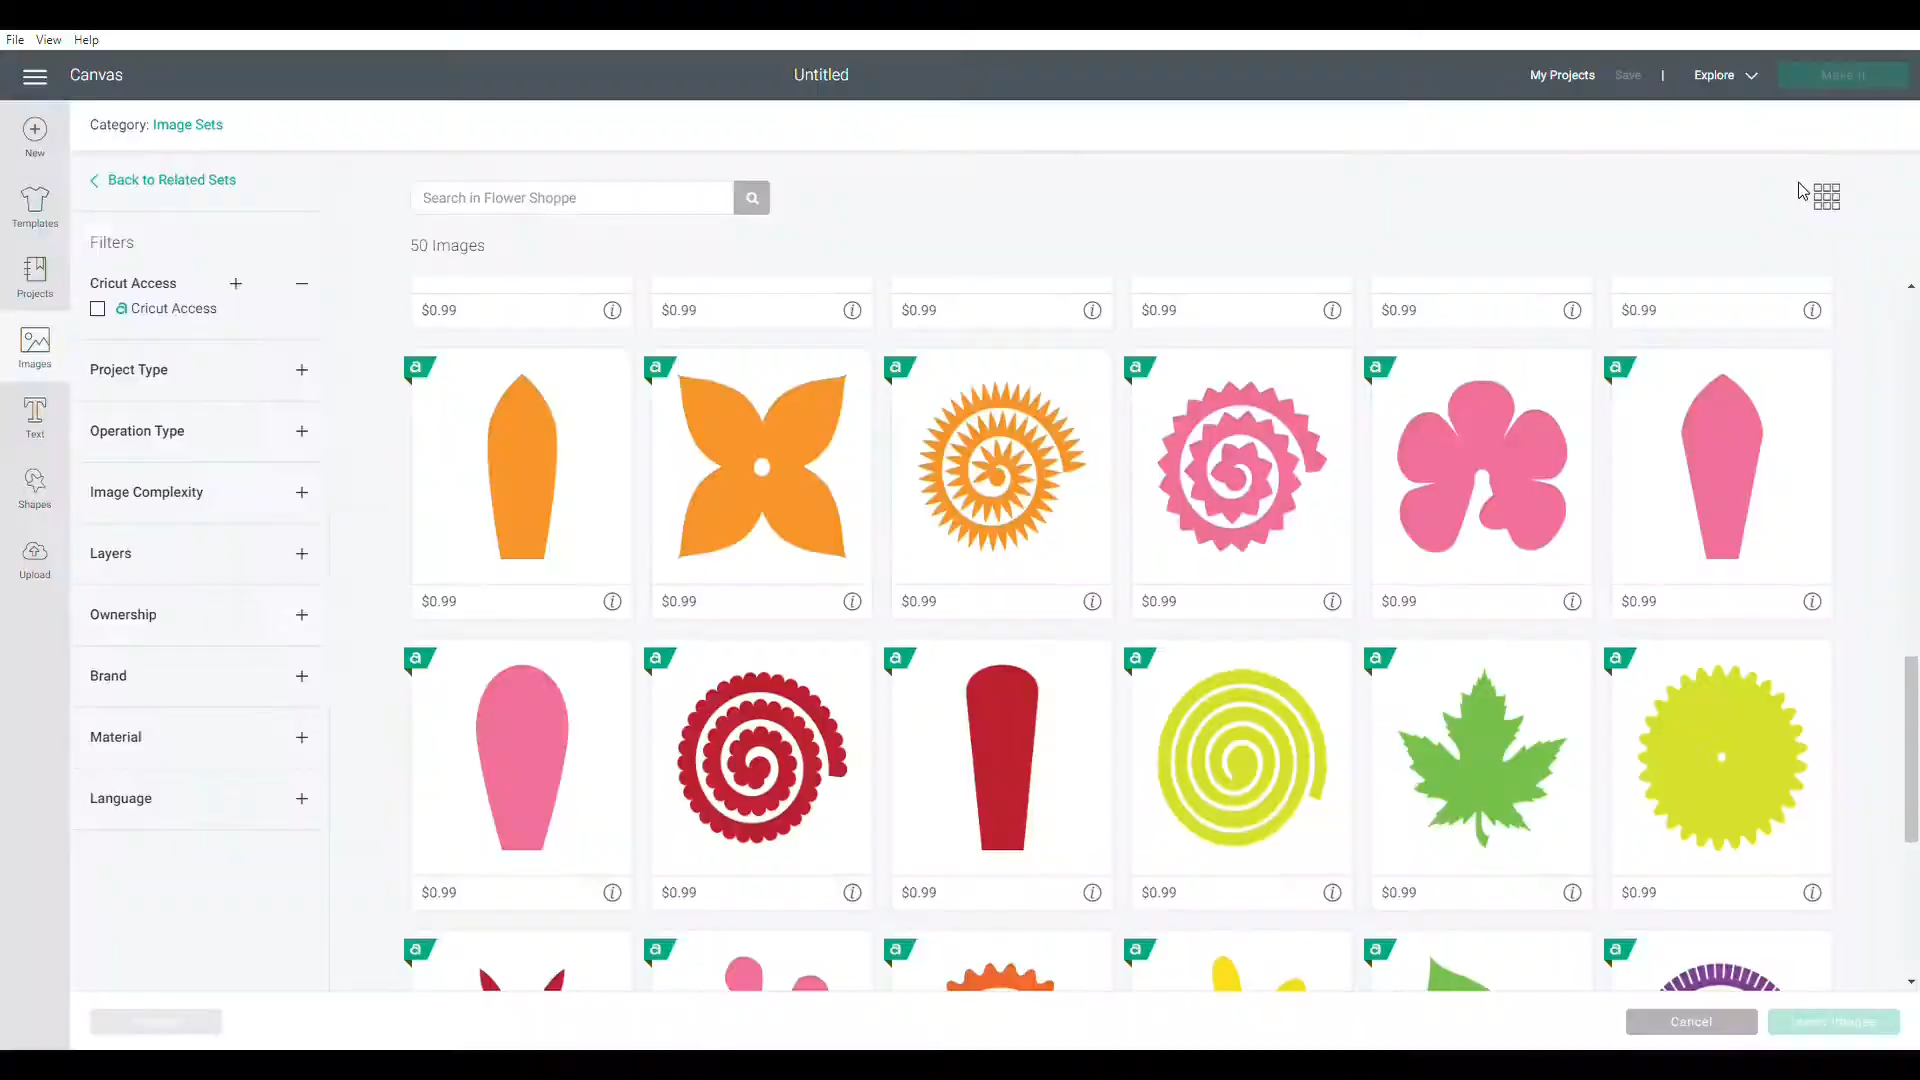 File View Help
Canvas Untitled My Projects Save | Explore Make It
New
Templates
Projects
Images
Text
Shapes
Upload
Category: Image Sets
Back to Related Sets
Filters
Cricut Access
a Cricut Access
Project Type
Operation Type
Image Complexity
Layers
Ownership
Brand
Material
Language
Search in Flower Shoppe
50 Images
$0.99 $0.99 $0.99 $0.99 $0.99 $0.99
a a a a a a
$0.99 $0.99 $0.99 $0.99 $0.99 $0.99
a a a a a a
$0.99 $0.99 $0.99 $0.99 $0.99 $0.99
a a a a a a
Cancel Insert Images